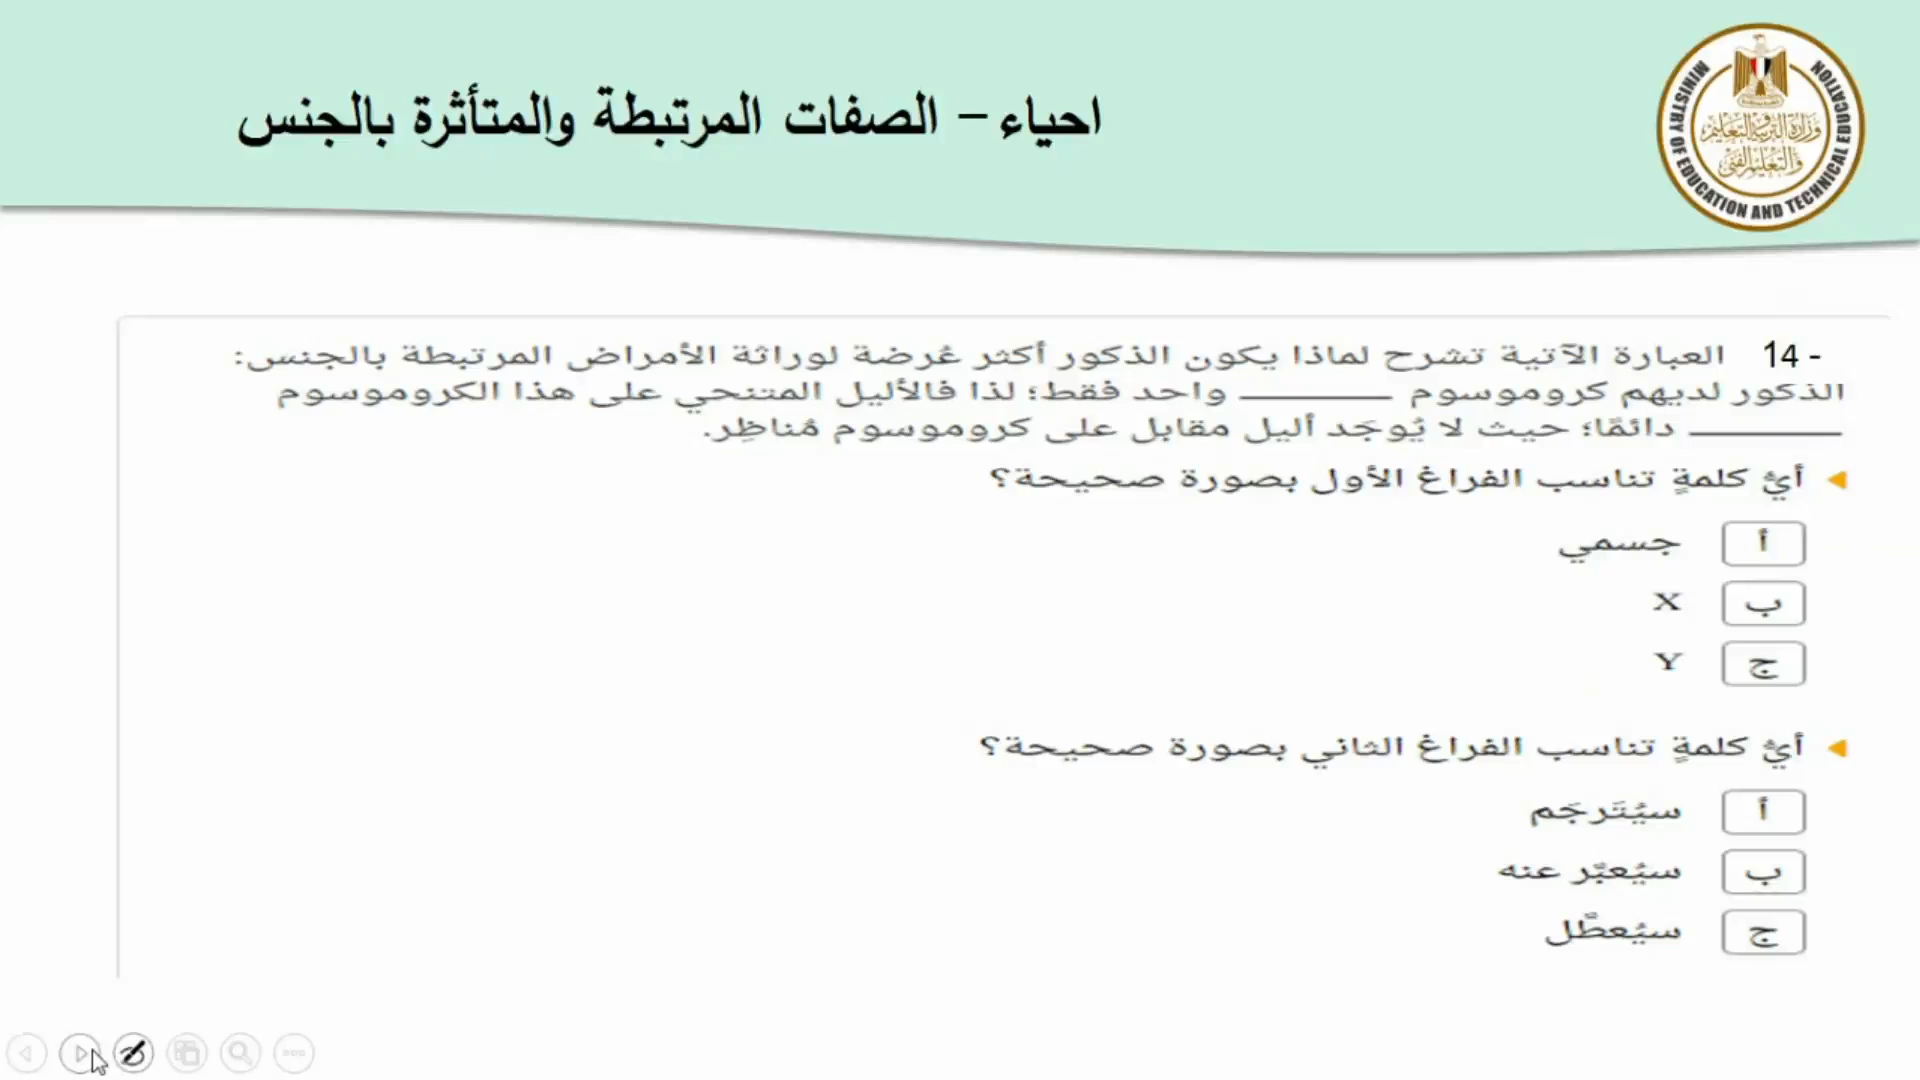 احياء – الصفات المرتبطة والمتأثرة بالجنس
MINISTRY OF EDUCATION AND TECHNICAL EDUCATION
وزارة التربية والتعليم
والتعليم الفني
14 - العبارة الآتية تشرح لماذا يكون الذكور أكثر عُرضة لوراثة الأمراض المرتبطة بالجنس:
الذكور لديهم كروموسوم ــــــــــ واحد فقط؛ لذا فالأليل المتنحي على هذا الكروموسوم
ــــــــــ دائمًا؛ حيث لا يُوجَد أليل مقابل على كروموسوم مُناظِر.
أيُّ كلمةٍ تناسب الفراغ الأول بصورة صحيحة؟
أ جسمي
ب X
ج Y
أيُّ كلمةٍ تناسب الفراغ الثاني بصورة صحيحة؟
أ سيُتَرجَم
ب سيُعبَّر عنه
ج سيُعطَّل